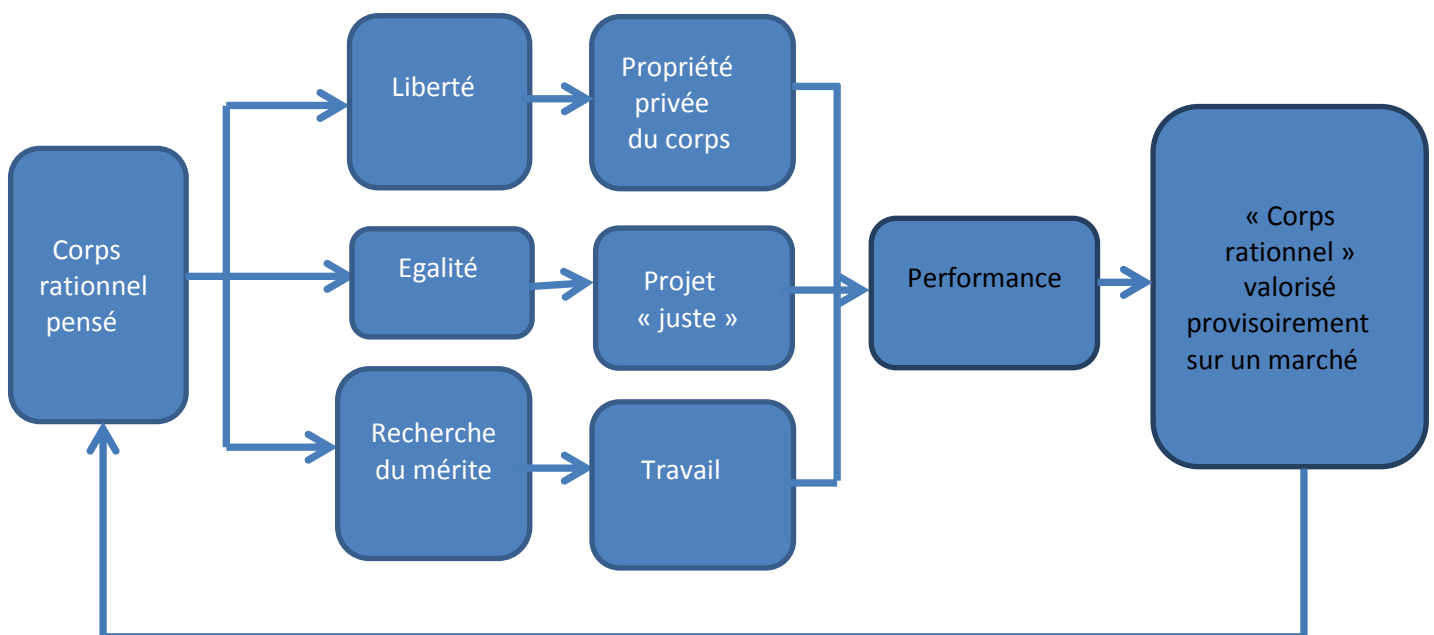 Corps
rationnel
pensé
Liberté
Propriété
privée
du corps
Egalité
Projet
« juste »
Recherche
du mérite
Travail
Performance
« Corps
rationnel »
valorisé
provisoirement
sur un marché